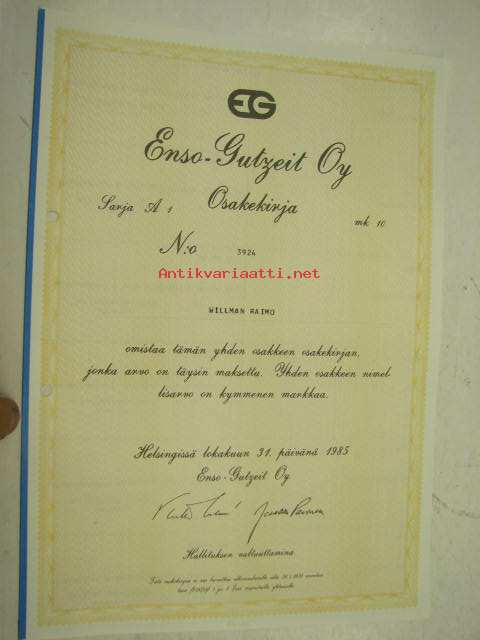 EG
Enso-Gutzeit Oy
Sarja A 1 Osakekirja mk 10
N:o 3924
Antikvariaatti.net
WILLMAN RAIMO
omistaa tämän yhden osakkeen osakekirjan,
jonka arvo on täysin maksettu. Yhden osakkeen nimel-
lisarvo on kymmenen markkaa.
Helsingissä lokakuun 31. päivänä 1985
Enso-Gutzeit Oy
Hallituksen valtuuttamina